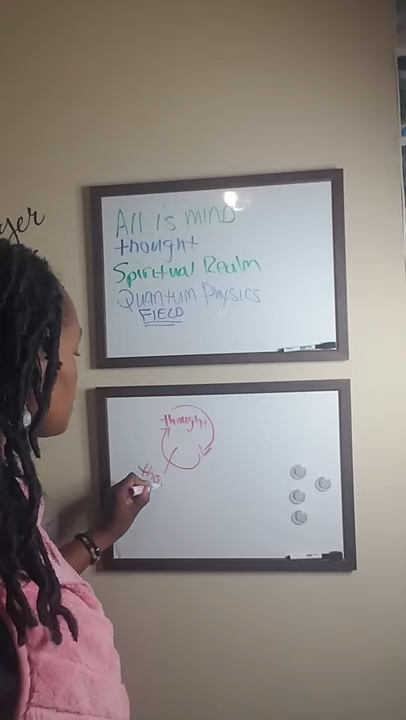 All is mind
thought
Spiritual Realm
Quantum Physics
FIELD
thought